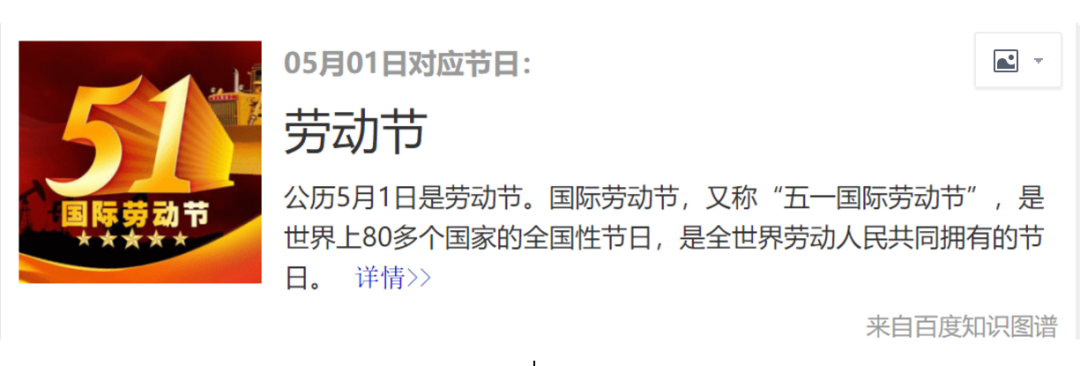 51
国际劳动节
05月01日对应节日：
劳动节
公历5月1日是劳动节。国际劳动节，又称“五一国际劳动节”，是
世界上80多个国家的全国性节日，是全世界劳动人民共同拥有的节
日。 详情>>
来自百度知识图谱